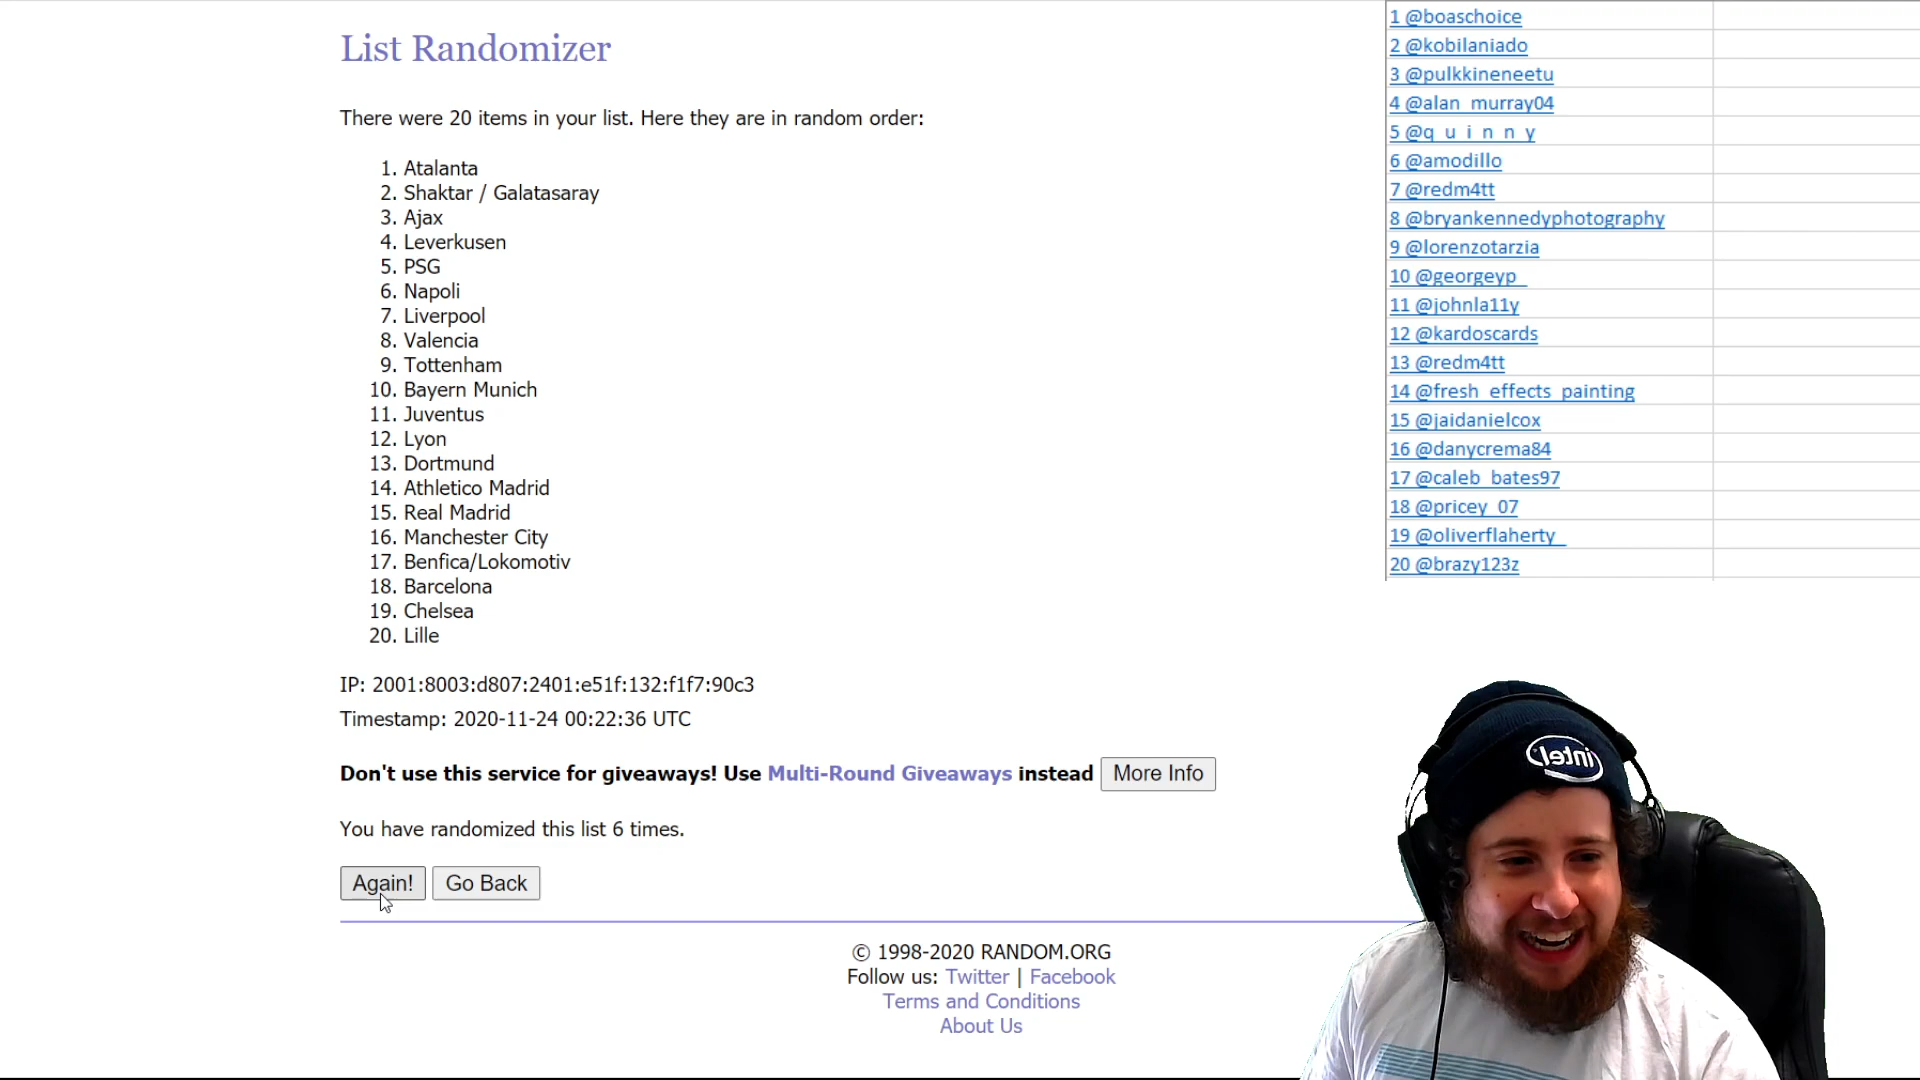 List Randomizer
There were 20 items in your list. Here they are in random order:
1. Atalanta
2. Shaktar / Galatasaray
3. Ajax
4. Leverkusen
5. PSG
6. Napoli
7. Liverpool
8. Valencia
9. Tottenham
10. Bayern Munich
11. Juventus
12. Lyon
13. Dortmund
14. Athletico Madrid
15. Real Madrid
16. Manchester City
17. Benfica/Lokomotiv
18. Barcelona
19. Chelsea
20. Lille
IP: 2001:8003:d807:2401:e51f:132:f1f7:90c3
Timestamp: 2020-11-24 00:22:36 UTC
Don't use this service for giveaways! Use Multi-Round Giveaways instead More Info
You have randomized this list 6 times.
Again! Go Back
© 1998-2020 RANDOM.ORG
Follow us: Twitter | Facebook
Terms and Conditions
About Us
1 @boaschoice
2 @kobilaniado
3 @pulkkineneetu
4 @alan_murray04
5 @q_u_i_n_n_y
6 @amodillo
7 @redm4tt
8 @bryankennedyphotography
9 @lorenzotarzia
10 @georgeyp_
11 @johnla11y
12 @kardoscards
13 @redm4tt
14 @fresh_effects_painting
15 @jaidanielcox
16 @danycrema84
17 @caleb_bates97
18 @pricey_07
19 @oliverflaherty_
20 @brazy123z
intel